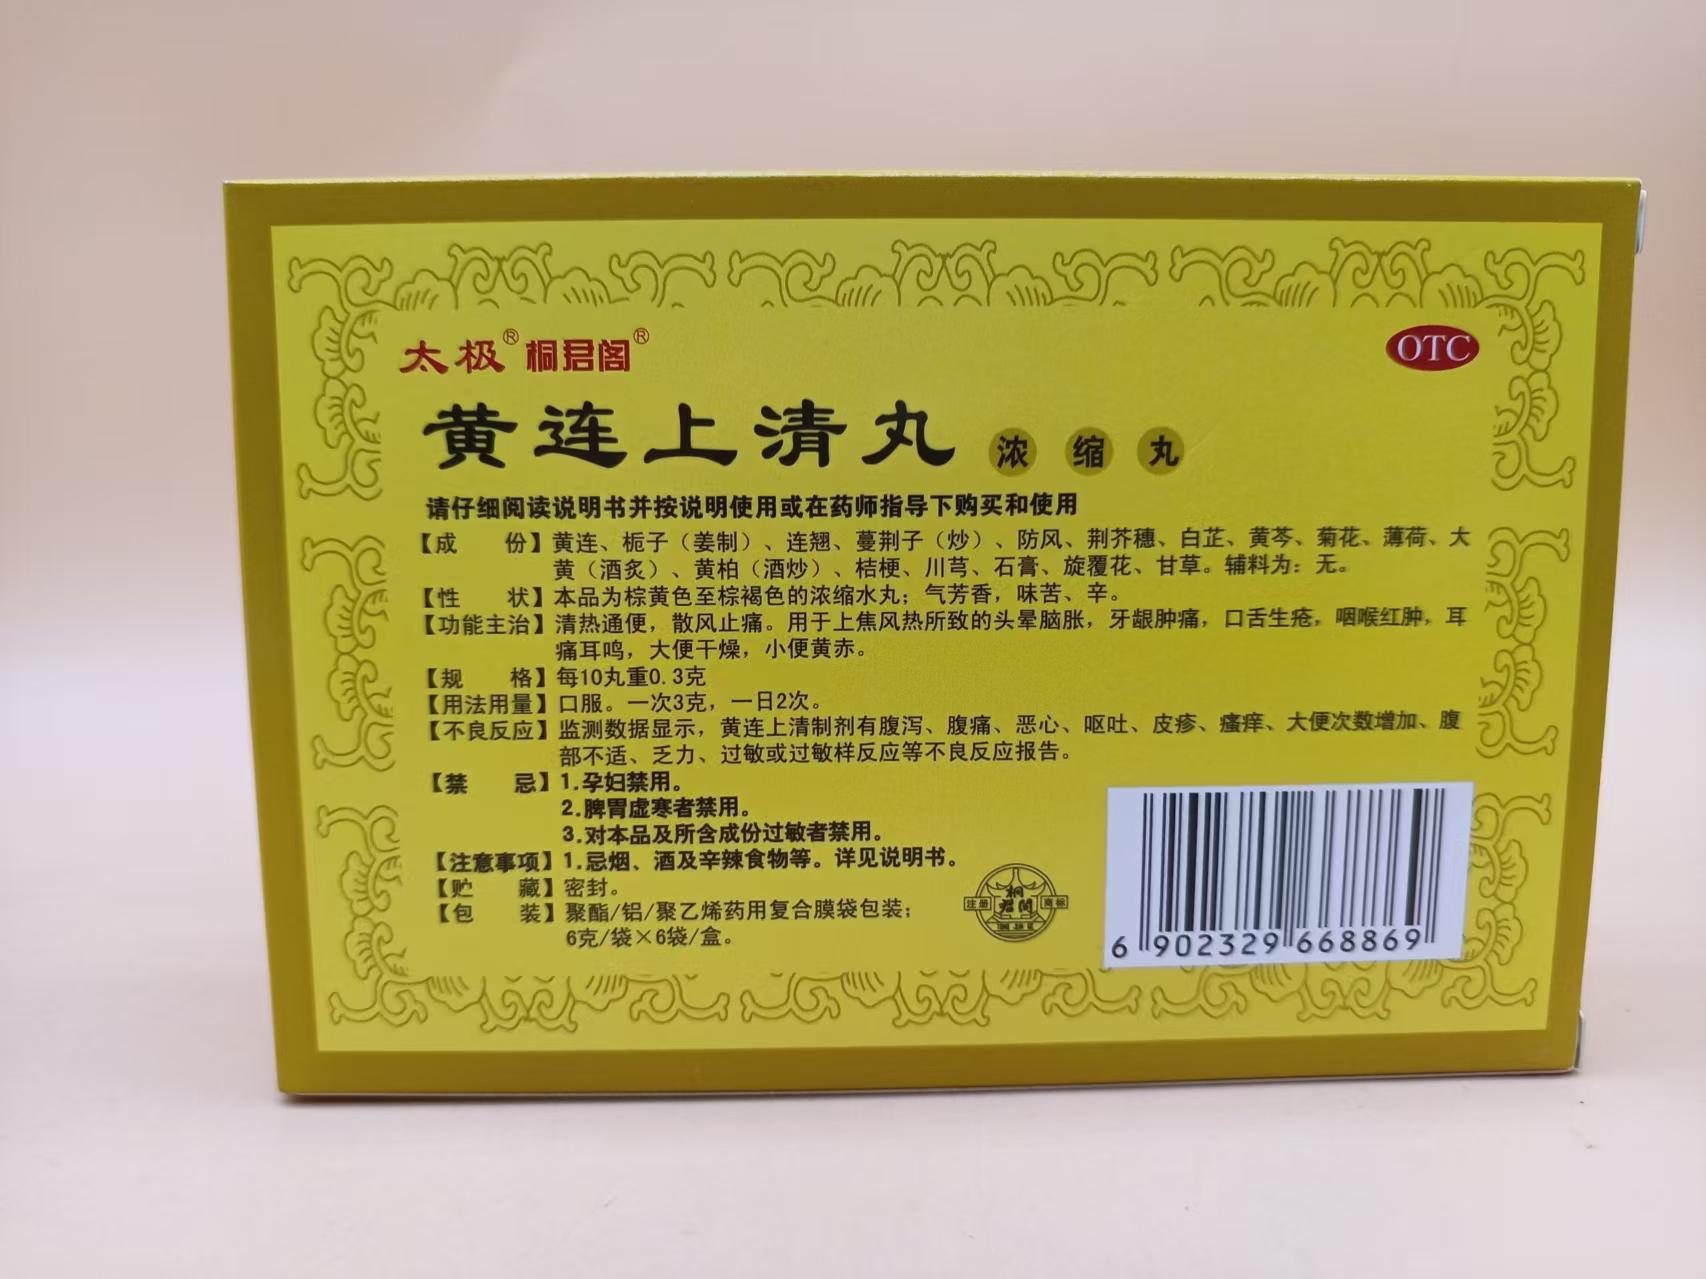 太极® 桐君阁®
OTC
黄连上清丸 浓缩丸
请仔细阅读说明书并按说明使用或在药师指导下购买和使用
【成 份】黄连、栀子（姜制）、连翘、蔓荆子（炒）、防风、荆芥穗、白芷、黄芩、菊花、薄荷、大
黄（酒炙）、黄柏（酒炒）、桔梗、川芎、石膏、旋覆花、甘草。辅料为：无。
【性 状】本品为棕黄色至棕褐色的浓缩水丸；气芳香，味苦、辛。
【功能主治】清热通便，散风止痛。用于上焦风热所致的头晕脑胀，牙龈肿痛，口舌生疮，咽喉红肿，耳
痛耳鸣，大便干燥，小便黄赤。
【规 格】每10丸重0.3克
【用法用量】口服。一次3克，一日2次。
【不良反应】监测数据显示，黄连上清制剂有腹泻、腹痛、恶心、呕吐、皮疹、瘙痒、大便次数增加、腹
部不适、乏力、过敏或过敏样反应等不良反应报告。
【禁 忌】1.孕妇禁用。
2.脾胃虚寒者禁用。
3.对本品及所含成份过敏者禁用。
【注意事项】1.忌烟、酒及辛辣食物等。详见说明书。
【贮 藏】密封。
【包 装】聚酯/铝/聚乙烯药用复合膜袋包装；
6克/袋×6袋/盒。
注册 桐君阁 商标
TONG JUN GE
6 902329 668869